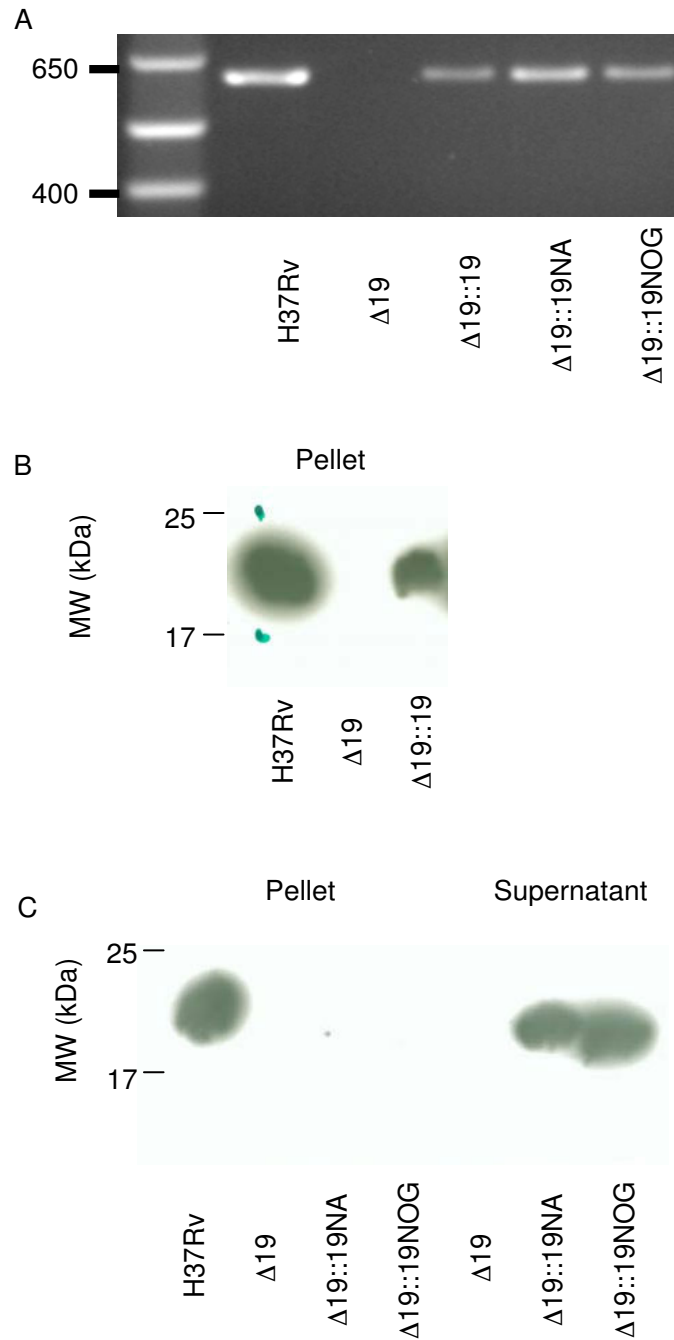 A
650
400
H37Rv
Δ19
Δ19::19
Δ19::19NA
Δ19::19NOG
B
Pellet
MW (kDa)
25
17
H37Rv
Δ19
Δ19::19
C
Pellet
Supernatant
MW (kDa)
25
17
H37Rv
Δ19
Δ19::19NA
Δ19::19NOG
Δ19
Δ19::19NA
Δ19::19NOG